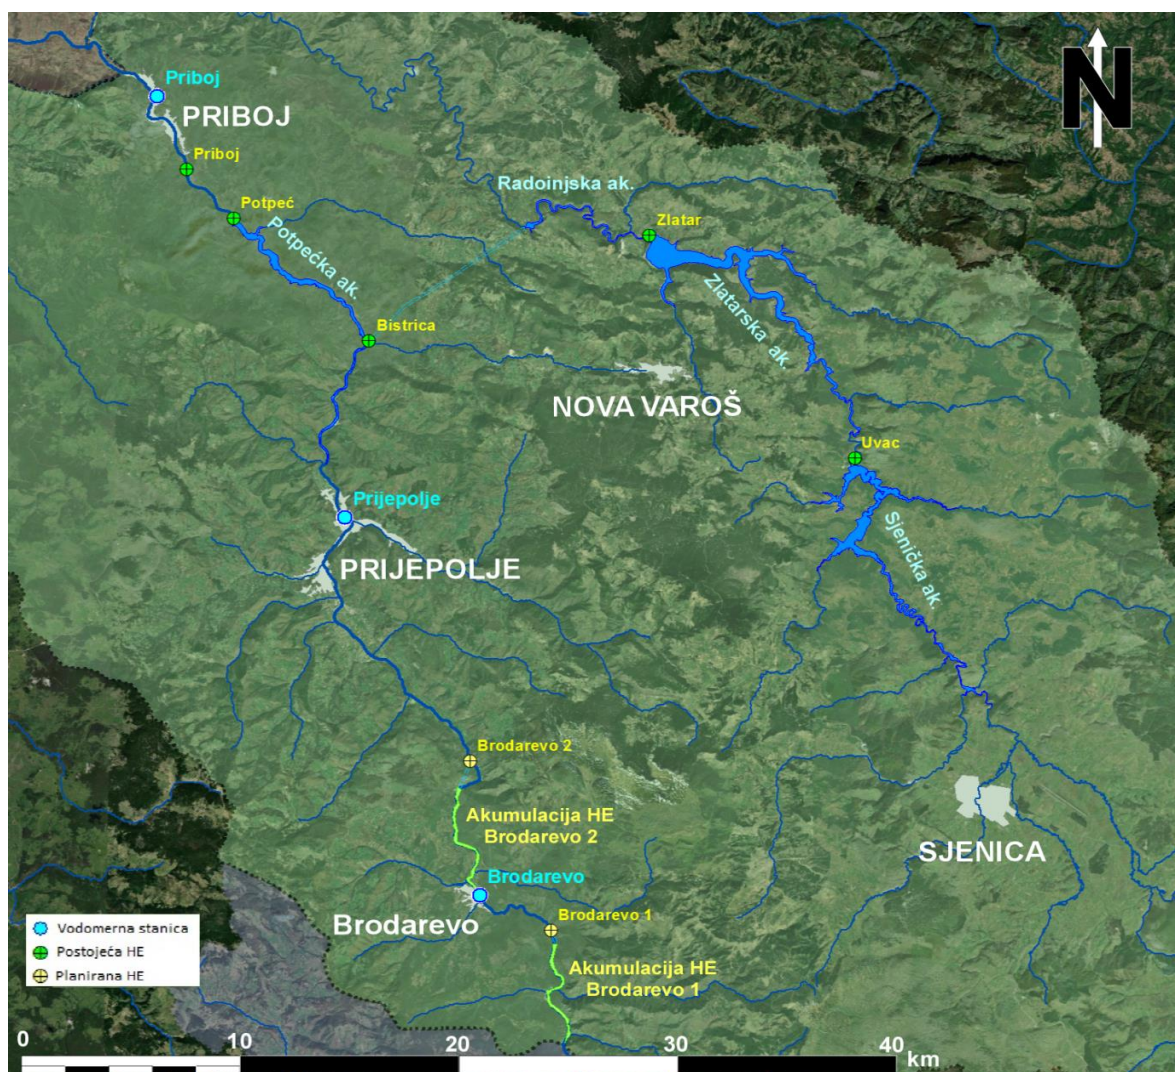 N
Priboj
PRIBOJ
Priboj
Potpeć
Potpećka ak.
Radoinjska ak.
Zlatar
Zlatarska ak.
Bistrica
NOVA VAROŠ
Uvac
Sjenička ak.
Prijepolje
PRIJEPOLJE
Brodarevo 2
Akumulacija HE
Brodarevo 2
SJENICA
Brodarevo
Brodarevo
Brodarevo 1
Akumulacija HE
Brodarevo 1
Vodomerna stanica
Postojeća HE
Planirana HE
0 10 20 30 40 km